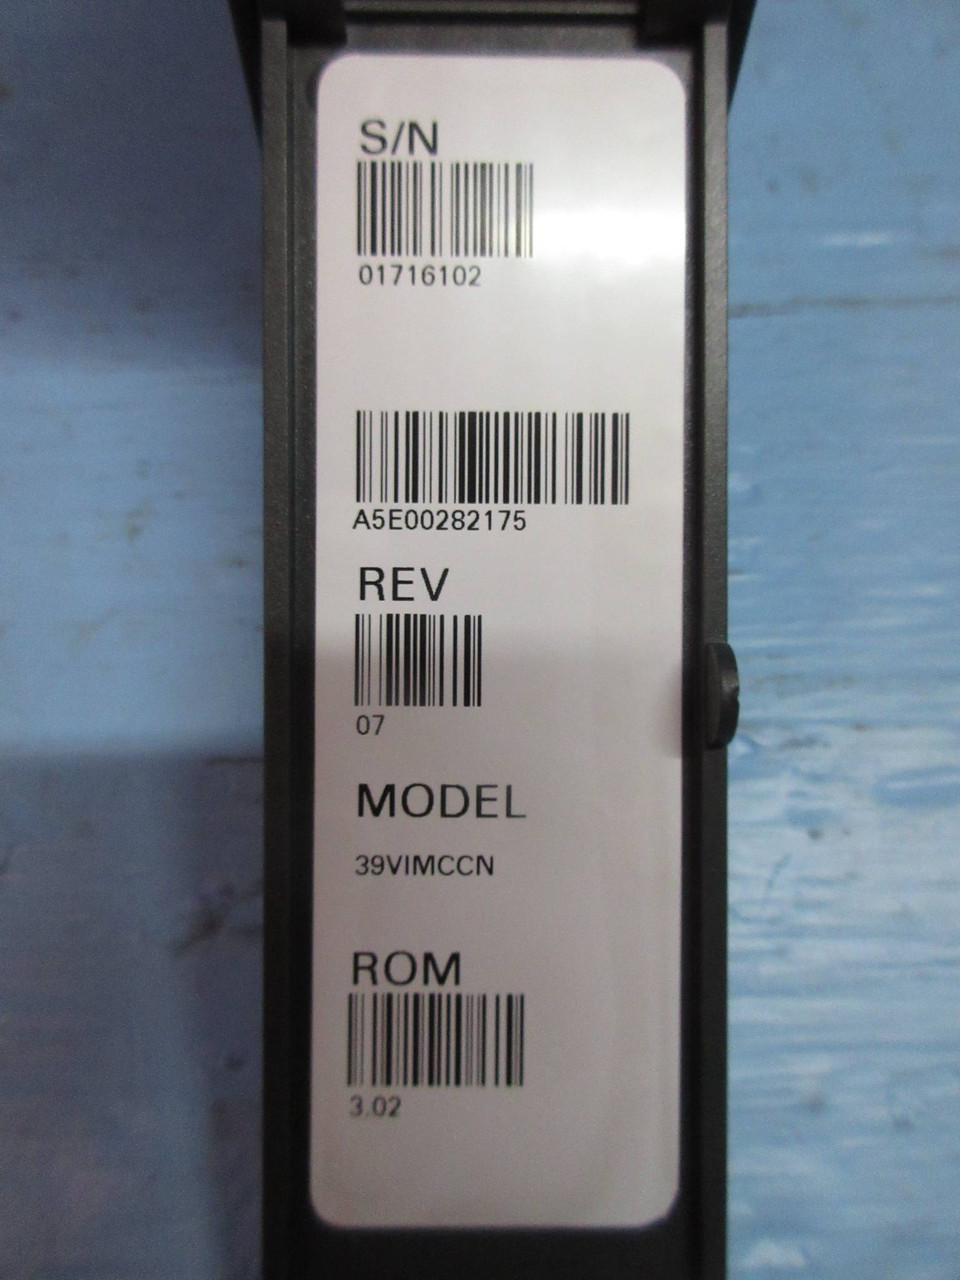 S/N
01716102
A5E00282175
REV
07
MODEL
39VIMCCN
ROM
3.02